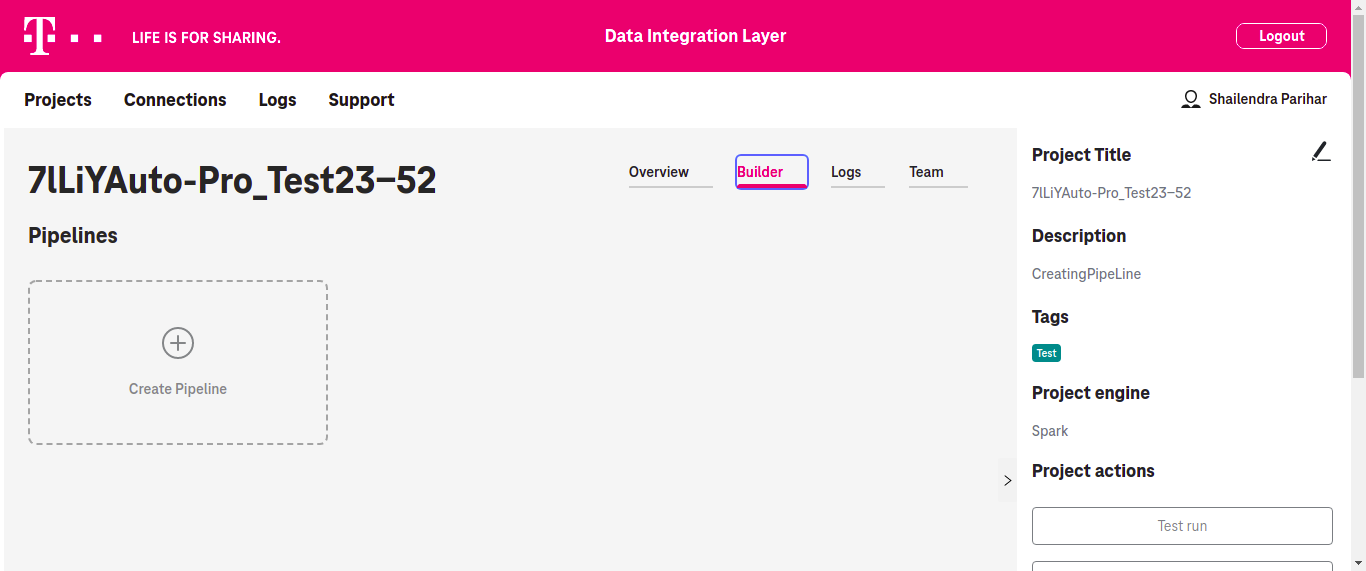 T
LIFE IS FOR SHARING.
Data Integration Layer
Logout
Projects Connections Logs Support
Shailendra Parihar
7lLiYAuto-Pro_Test23–52
Overview Builder Logs Team
Pipelines
Create Pipeline
Project Title
7lLiYAuto-Pro_Test23–52
Description
CreatingPipeLine
Tags
Test
Project engine
Spark
Project actions
Test run